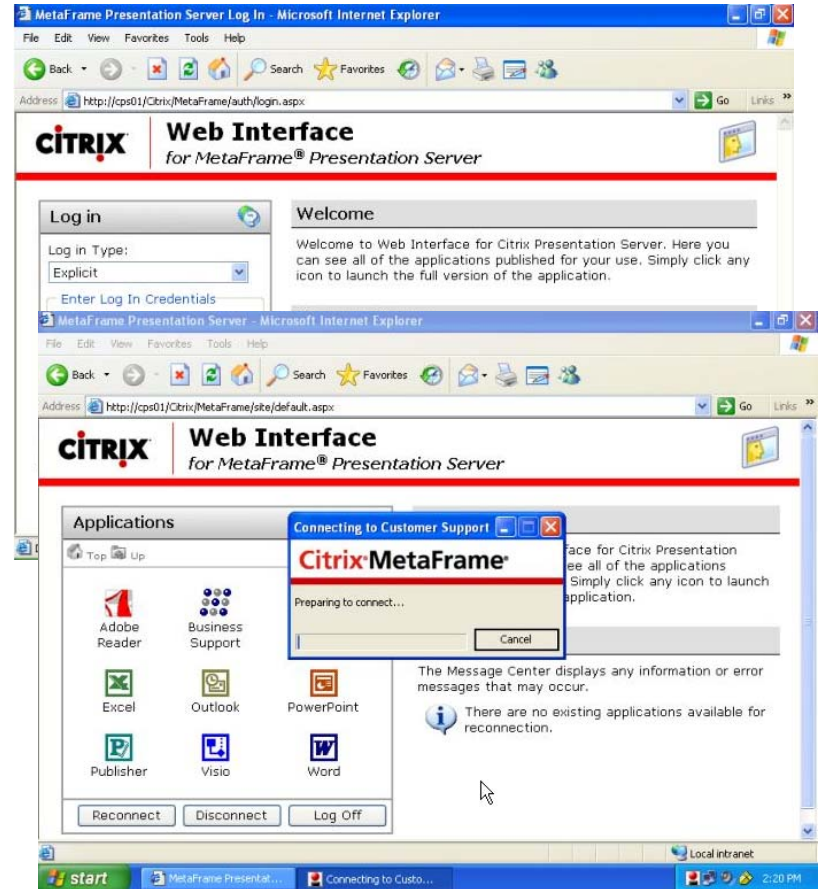 MetaFrame Presentation Server Log In - Microsoft Internet Explorer
File Edit View Favorites Tools Help
Back Search Favorites
Address http://cps01/Citrix/MetaFrame/auth/login.aspx Go Links »
CITRIX Web Interface
for MetaFrame® Presentation Server
Log in
Log in Type:
Explicit
Enter Log In Credentials
Welcome
Welcome to Web Interface for Citrix Presentation Server. Here you
can see all of the applications published for your use. Simply click any
icon to launch the full version of the application.
MetaFrame Presentation Server - Microsoft Internet Explorer
File Edit View Favorites Tools Help
Back Search Favorites
Address http://cps01/Citrix/MetaFrame/site/default.aspx Go Links »
CITRIX Web Interface
for MetaFrame® Presentation Server
Applications
Top Up
Adobe
Reader
Business
Support
Excel
Outlook
PowerPoint
Publisher
Visio
Word
Reconnect Disconnect Log Off
Connecting to Customer Support
Citrix MetaFrame
Preparing to connect...
Cancel
for Citrix Presentation
all of the applications
Simply click any icon to launch
application.
The Message Center displays any information or error
messages that may occur.
There are no existing applications available for
reconnection.
Local intranet
start MetaFrame Presentat... Connecting to Custo... 2:20 PM